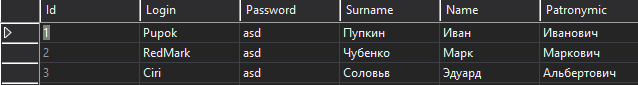 Id Login Password Surname Name Patronymic
1 Pupok asd Пупкин Иван Иванович
2 RedMark asd Чубенко Марк Маркович
3 Ciri asd Соловьв Эдуард Альбертович